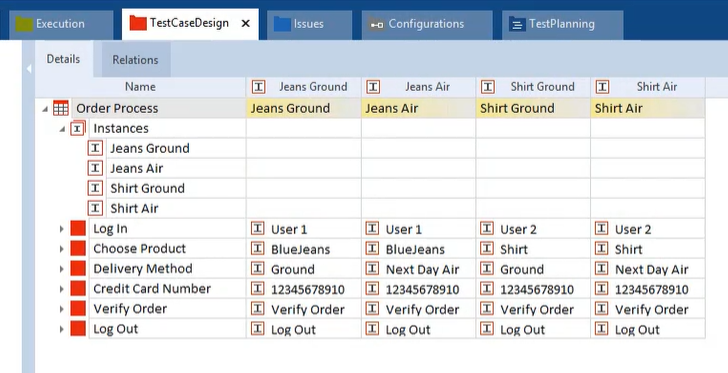 Execution TestCaseDesign × Issues Configurations TestPlanning
Details Relations
Name Jeans Ground Jeans Air Shirt Ground Shirt Air
Order Process Jeans Ground Jeans Air Shirt Ground Shirt Air
Instances
Jeans Ground
Jeans Air
Shirt Ground
Shirt Air
Log In User 1 User 1 User 2 User 2
Choose Product BlueJeans BlueJeans Shirt Shirt
Delivery Method Ground Next Day Air Ground Next Day Air
Credit Card Number 12345678910 12345678910 12345678910 12345678910
Verify Order Verify Order Verify Order Verify Order Verify Order
Log Out Log Out Log Out Log Out Log Out